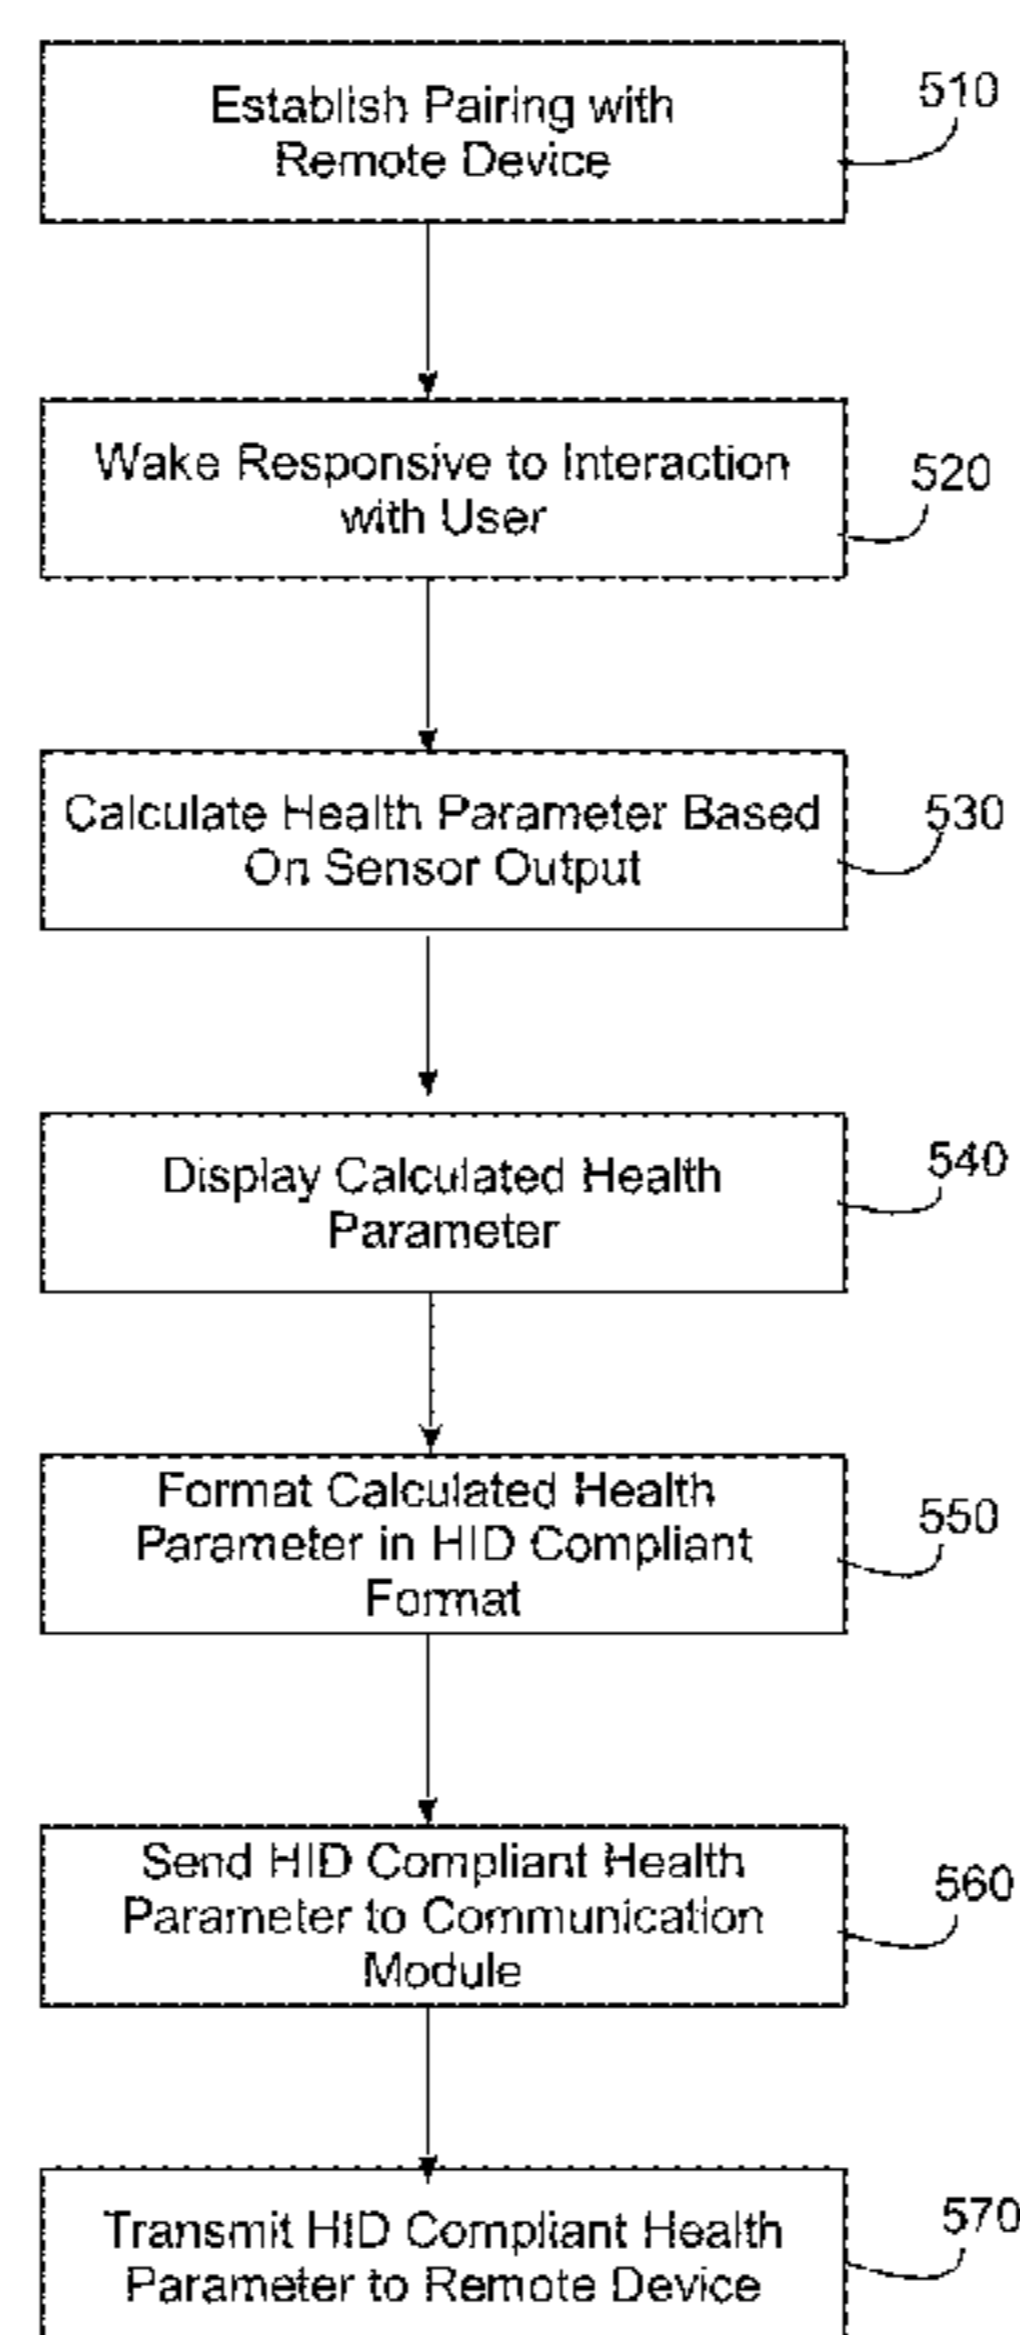 Establish Pairing with
Remote Device
510
Wake Responsive to Interaction
with User
520
Calculate Health Parameter Based
On Sensor Output
530
Display Calculated Health
Parameter
540
Format Calculated Health
Parameter in HID Compliant
Format
550
Send HID Compliant Health
Parameter to Communication
Module
560
Transmit HID Compliant Health
Parameter to Remote Device
570